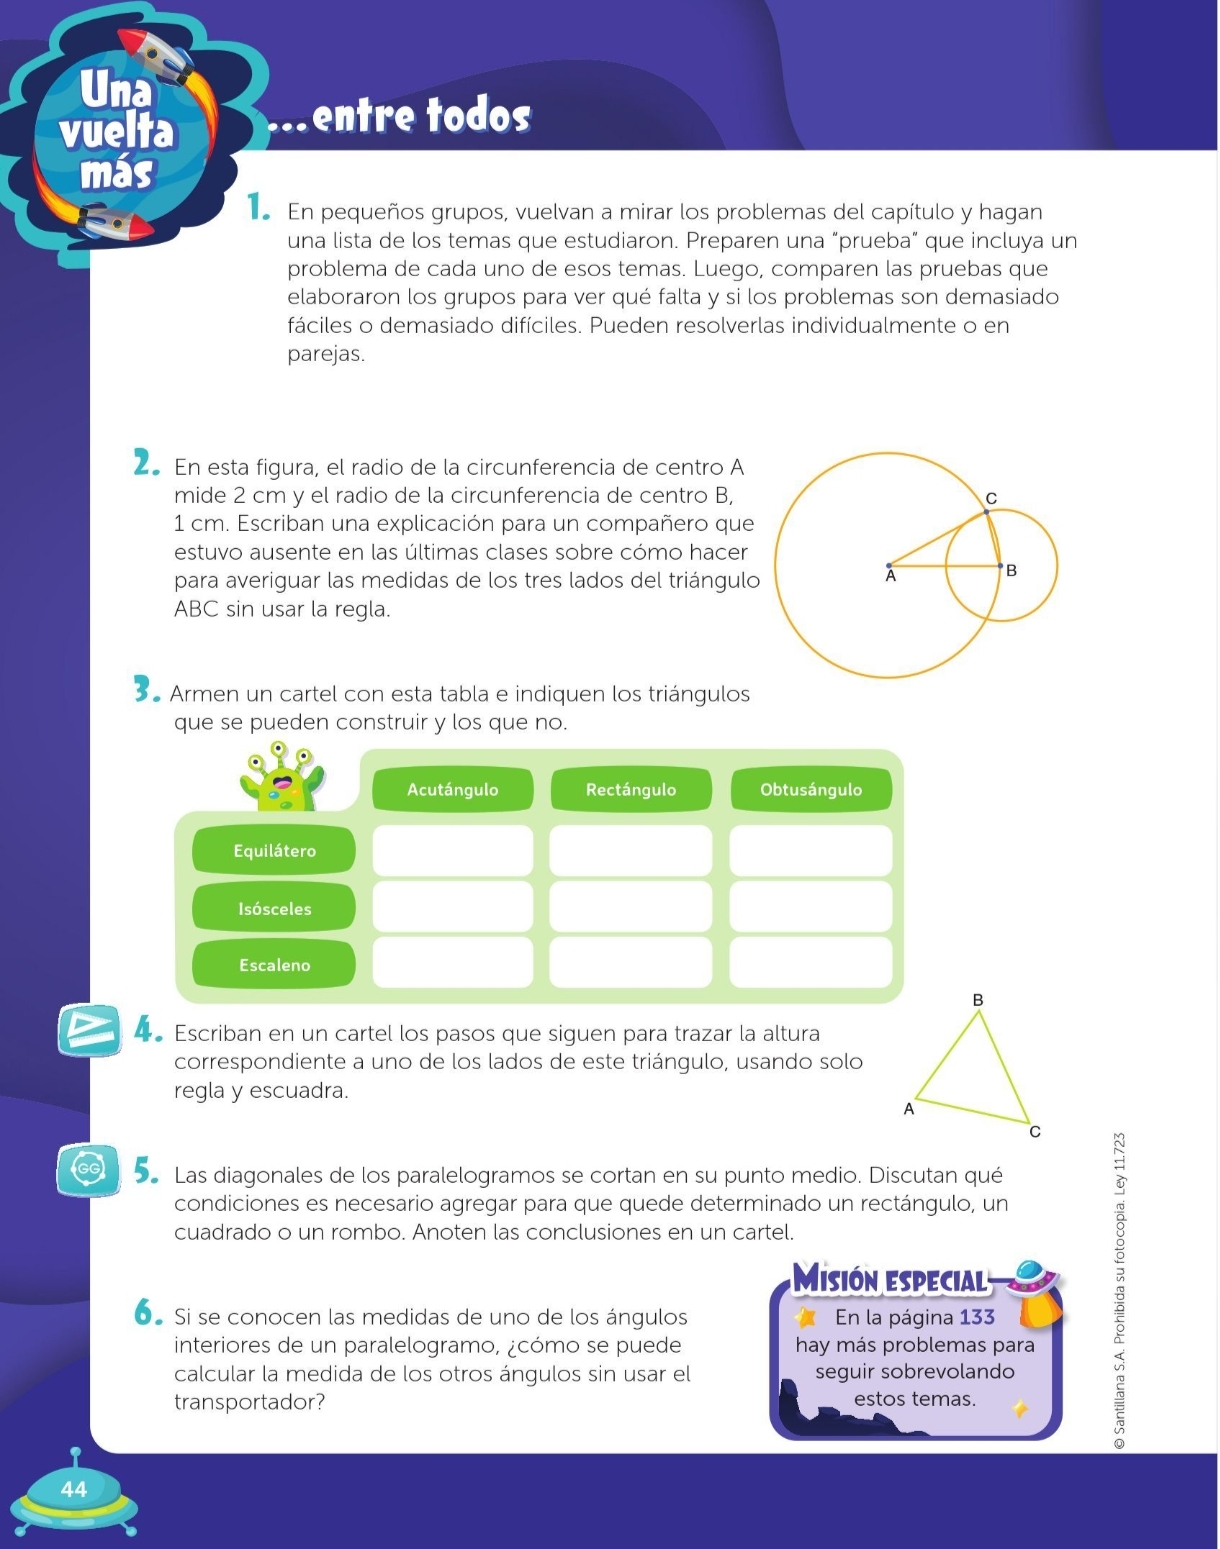 Una
vuelta
más
...entre todos
1. En pequeños grupos, vuelvan a mirar los problemas del capítulo y hagan
una lista de los temas que estudiaron. Preparen una “prueba” que incluya un
problema de cada uno de esos temas. Luego, comparen las pruebas que
elaboraron los grupos para ver qué falta y si los problemas son demasiado
fáciles o demasiado difíciles. Pueden resolverlas individualmente o en
parejas.
2. En esta figura, el radio de la circunferencia de centro A
mide 2 cm y el radio de la circunferencia de centro B,
1 cm. Escriban una explicación para un compañero que
estuvo ausente en las últimas clases sobre cómo hacer
para averiguar las medidas de los tres lados del triángulo
ABC sin usar la regla.
C
A
B
3. Armen un cartel con esta tabla e indiquen los triángulos
que se pueden construir y los que no.
Acutángulo Rectángulo Obtusángulo
Equilátero
Isósceles
Escaleno
4. Escriban en un cartel los pasos que siguen para trazar la altura
correspondiente a uno de los lados de este triángulo, usando solo
regla y escuadra.
B
A
C
GG
5. Las diagonales de los paralelogramos se cortan en su punto medio. Discutan qué
condiciones es necesario agregar para que quede determinado un rectángulo, un
cuadrado o un rombo. Anoten las conclusiones en un cartel.
6. Si se conocen las medidas de uno de los ángulos
interiores de un paralelogramo, ¿cómo se puede
calcular la medida de los otros ángulos sin usar el
transportador?
Misión especial
En la página 133
hay más problemas para
seguir sobrevolando
estos temas.
© Santillana S.A. Prohibida su fotocopia. Ley 11.723
44